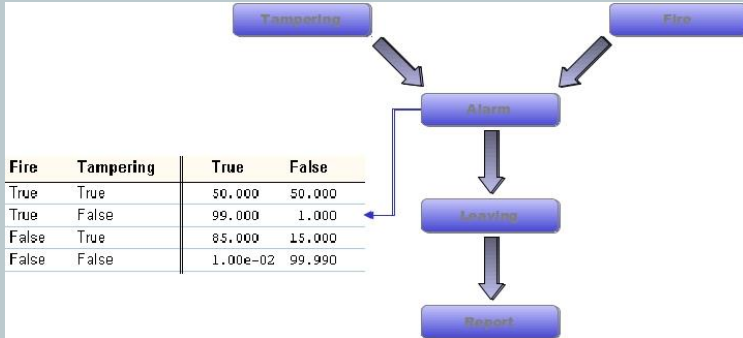 Tampering
Fire
Alarm
Fire Tampering True False
True True 50.000 50.000
True False 99.000 1.000
False True 85.000 15.000
False False 1.00e-02 99.990
Leaving
Report